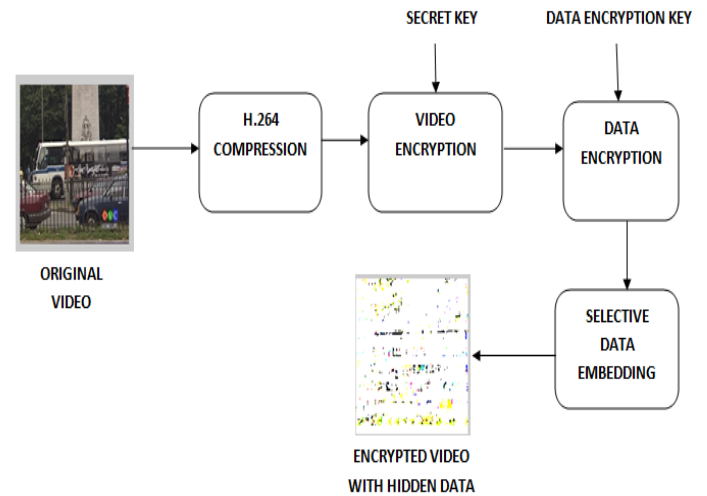 SECRET KEY
DATA ENCRYPTION KEY
H.264
COMPRESSION
VIDEO
ENCRYPTION
DATA
ENCRYPTION
ORIGINAL
VIDEO
SELECTIVE
DATA
EMBEDDING
ENCRYPTED VIDEO
WITH HIDDEN DATA